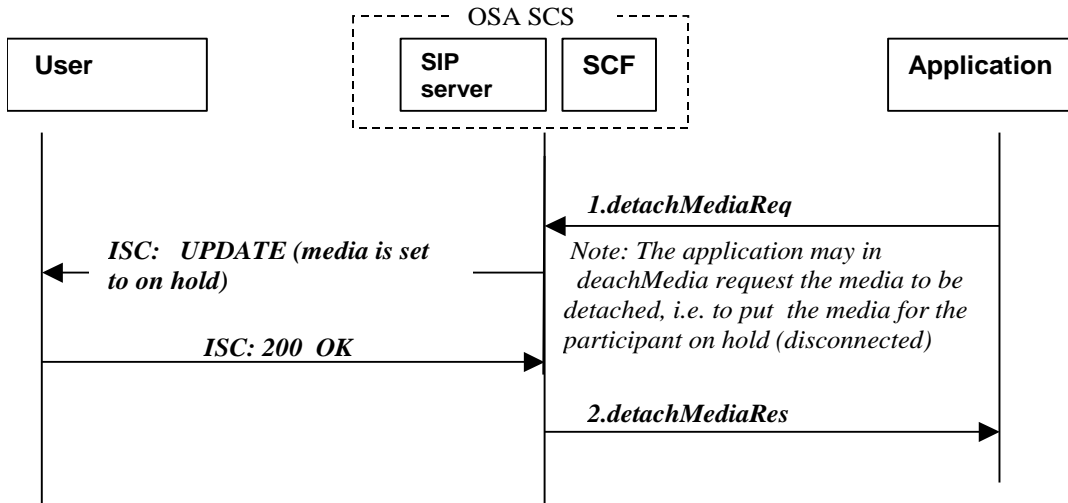 OSA SCS
User
SIP
server
SCF
Application
1.detachMediaReq
ISC: UPDATE (media is set
to on hold)
Note: The application may in
deachMedia request the media to be
detached, i.e. to put the media for the
participant on hold (disconnected)
ISC: 200 OK
2.detachMediaRes